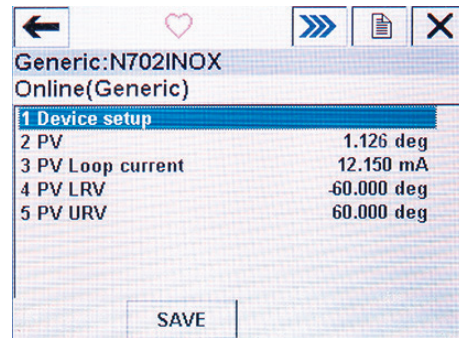 Generic:N702INOX
Online(Generic)
1 Device setup
2 PV 1.126 deg
3 PV Loop current 12.150 mA
4 PV LRV -60.000 deg
5 PV URV 60.000 deg
SAVE